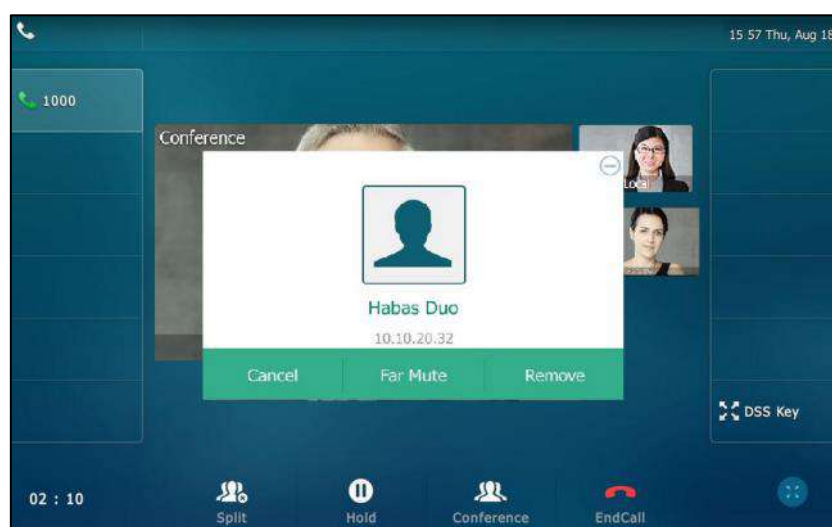 15 57 Thu, Aug 18
1000
Conference
Local
Habas Duo
10.10.20.32
Cancel Far Mute Remove
DSS Key
02 : 10
Split Hold Conference EndCall